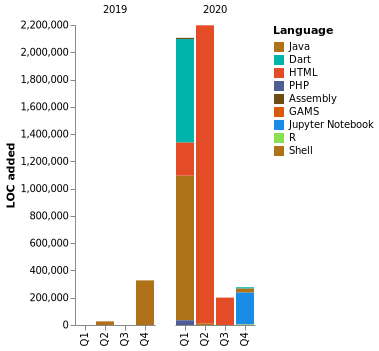 2019
2020
2,200,000
2,000,000
1,800,000
1,600,000
1,400,000
1,200,000
1,000,000
800,000
600,000
400,000
200,000
0
LOC added
Q1
Q2
Q3
Q4
Q1
Q2
Q3
Q4
Language
Java
Dart
HTML
PHP
Assembly
GAMS
Jupyter Notebook
R
Shell